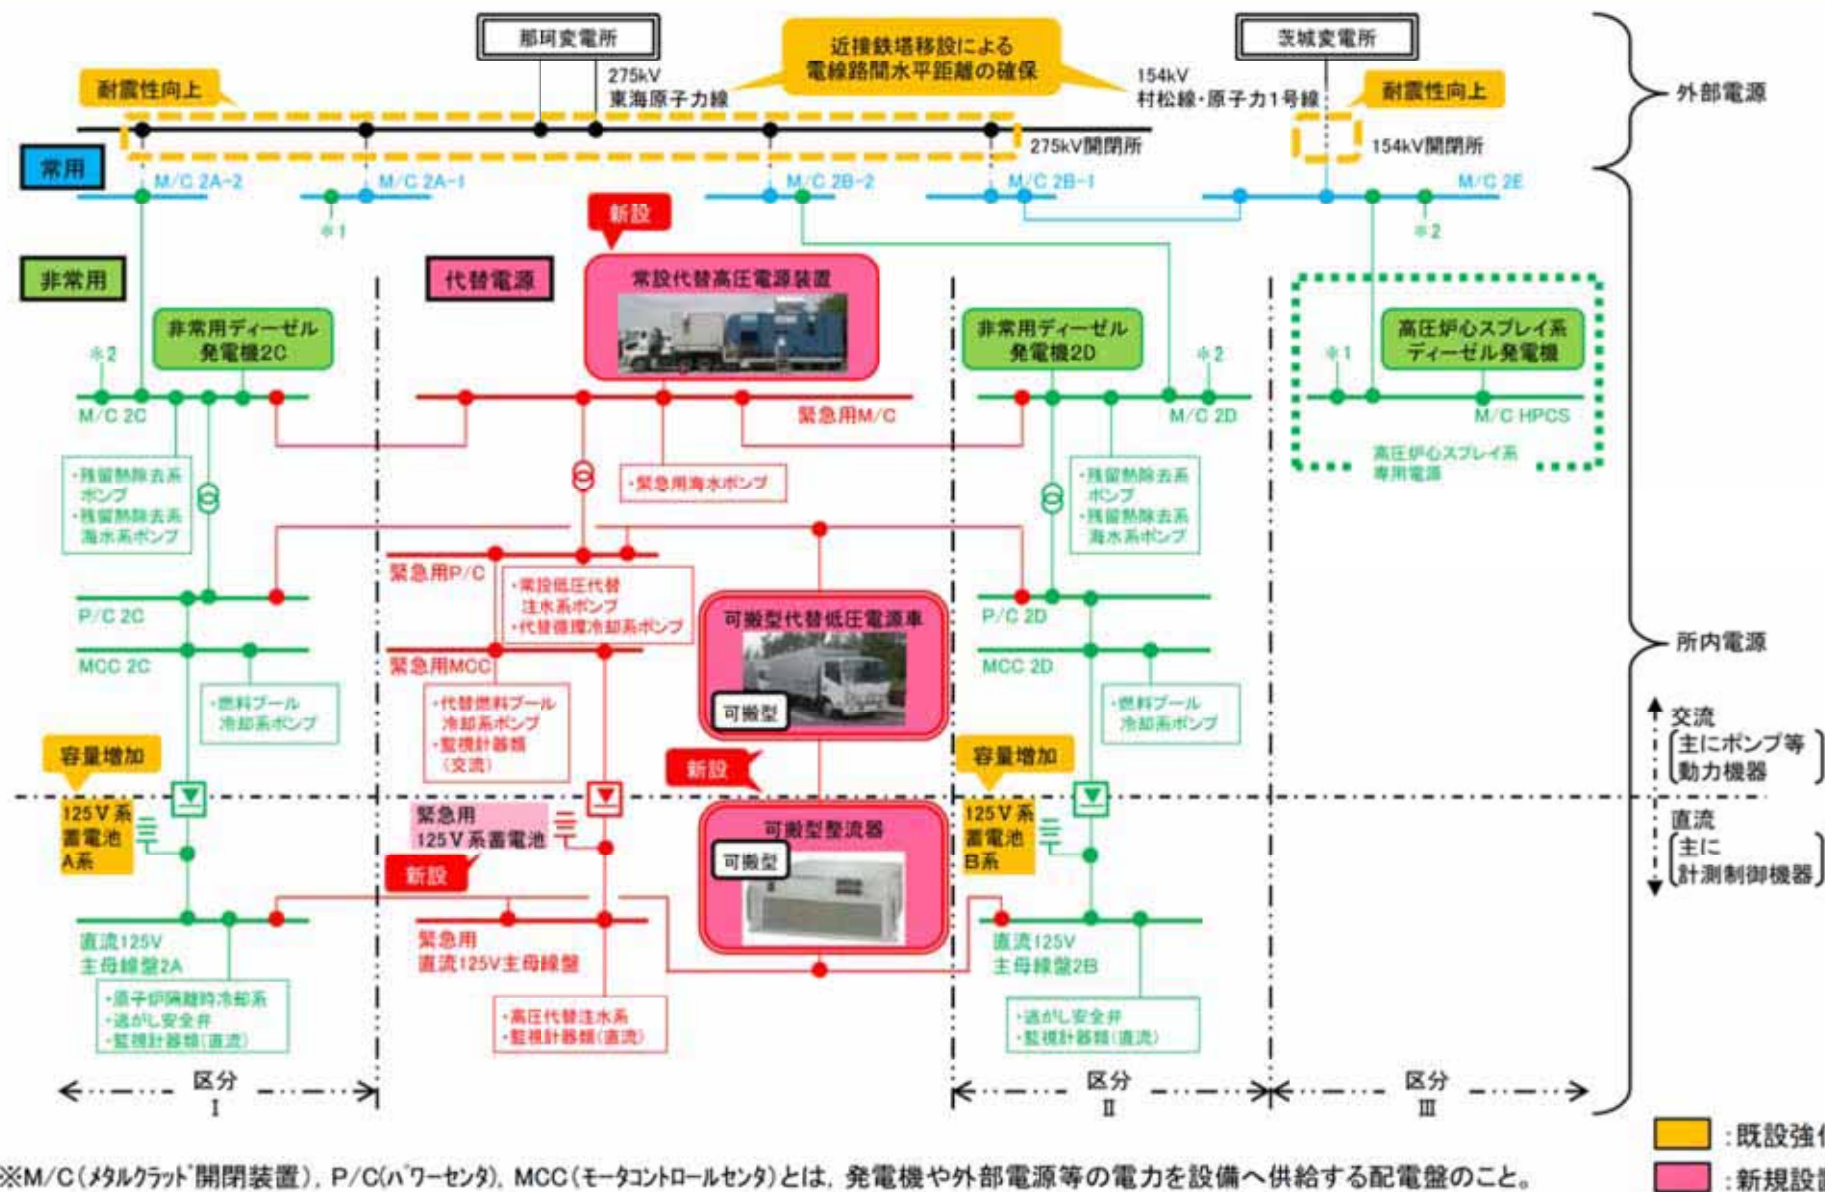 那珂変電所
近接鉄塔移設による
電線路間水平距離の確保
茨城変電所
275kV
東海原子力線
154kV
村松線・原子力1号線
耐震性向上
耐震性向上
外部電源
275kV開閉所
154kV開閉所
常用
M/C 2A-2
M/C 2A-1
M/C 2B-2
M/C 2B-1
M/C 2E
※1
※2
新設
非常用
代替電源
常設代替高圧電源装置
非常用ディーゼル
発電機2C
非常用ディーゼル
発電機2D
高圧炉心スプレイ系
ディーゼル発電機
※2
※2
※1
M/C 2C
緊急用M/C
M/C 2D
M/C HPCS
高圧炉心スプレイ系
専用電源
・残留熱除去系
ポンプ
・残留熱除去系
海水系ポンプ
・緊急用海水ポンプ
・残留熱除去系
ポンプ
・残留熱除去系
海水系ポンプ
緊急用P/C
・常設低圧代替
注水系ポンプ
・代替循環冷却系ポンプ
P/C 2C
P/C 2D
可搬型代替低圧電源車
可搬型
所内電源
MCC 2C
緊急用MCC
MCC 2D
・燃料プール
冷却系ポンプ
・代替燃料プール
冷却系ポンプ
・監視計器類
(交流)
・燃料プール
冷却系ポンプ
交流
主にポンプ等
動力機器
容量増加
新設
容量増加
125V系
蓄電池
A系
緊急用
125V系蓄電池
可搬型整流器
可搬型
125V系
蓄電池
B系
直流
主に
計測制御機器
新設
直流125V
主母線盤2A
緊急用
直流125V主母線盤
直流125V
主母線盤2B
・原子炉隔離時冷却系
・逃がし安全弁
・監視計器類(直流)
・高圧代替注水系
・監視計器類(直流)
・逃がし安全弁
・監視計器類(直流)
区分
Ⅰ
区分
Ⅱ
区分
Ⅲ
:既設強化
:新規設置
※M/C(メタルクラッド開閉装置), P/C(パワーセンタ), MCC(モータコントロールセンタ)とは, 発電機や外部電源等の電力を設備へ供給する配電盤のこと。